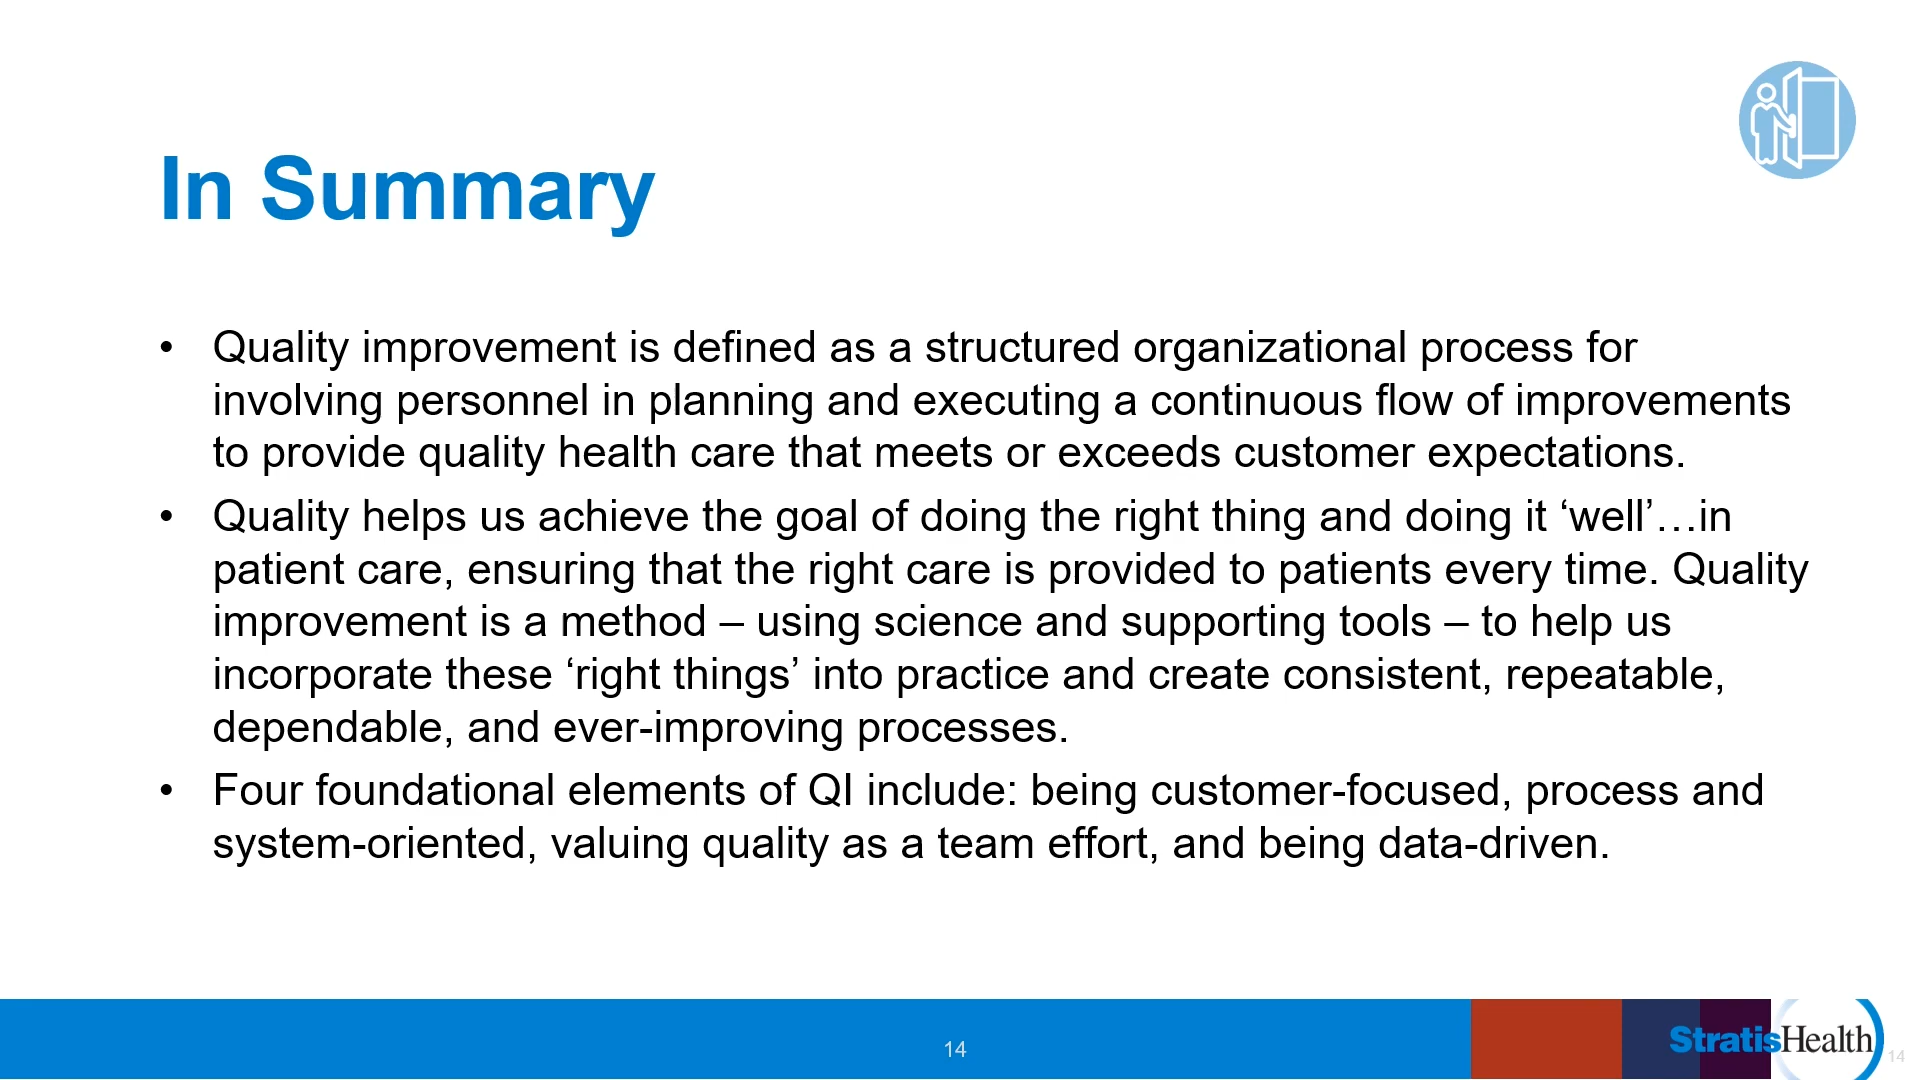 In Summary
• Quality improvement is defined as a structured organizational process for
involving personnel in planning and executing a continuous flow of improvements
to provide quality health care that meets or exceeds customer expectations.
• Quality helps us achieve the goal of doing the right thing and doing it ‘well’…in
patient care, ensuring that the right care is provided to patients every time. Quality
improvement is a method – using science and supporting tools – to help us
incorporate these ‘right things’ into practice and create consistent, repeatable,
dependable, and ever-improving processes.
• Four foundational elements of QI include: being customer-focused, process and
system-oriented, valuing quality as a team effort, and being data-driven.
14
StratisHealth
14